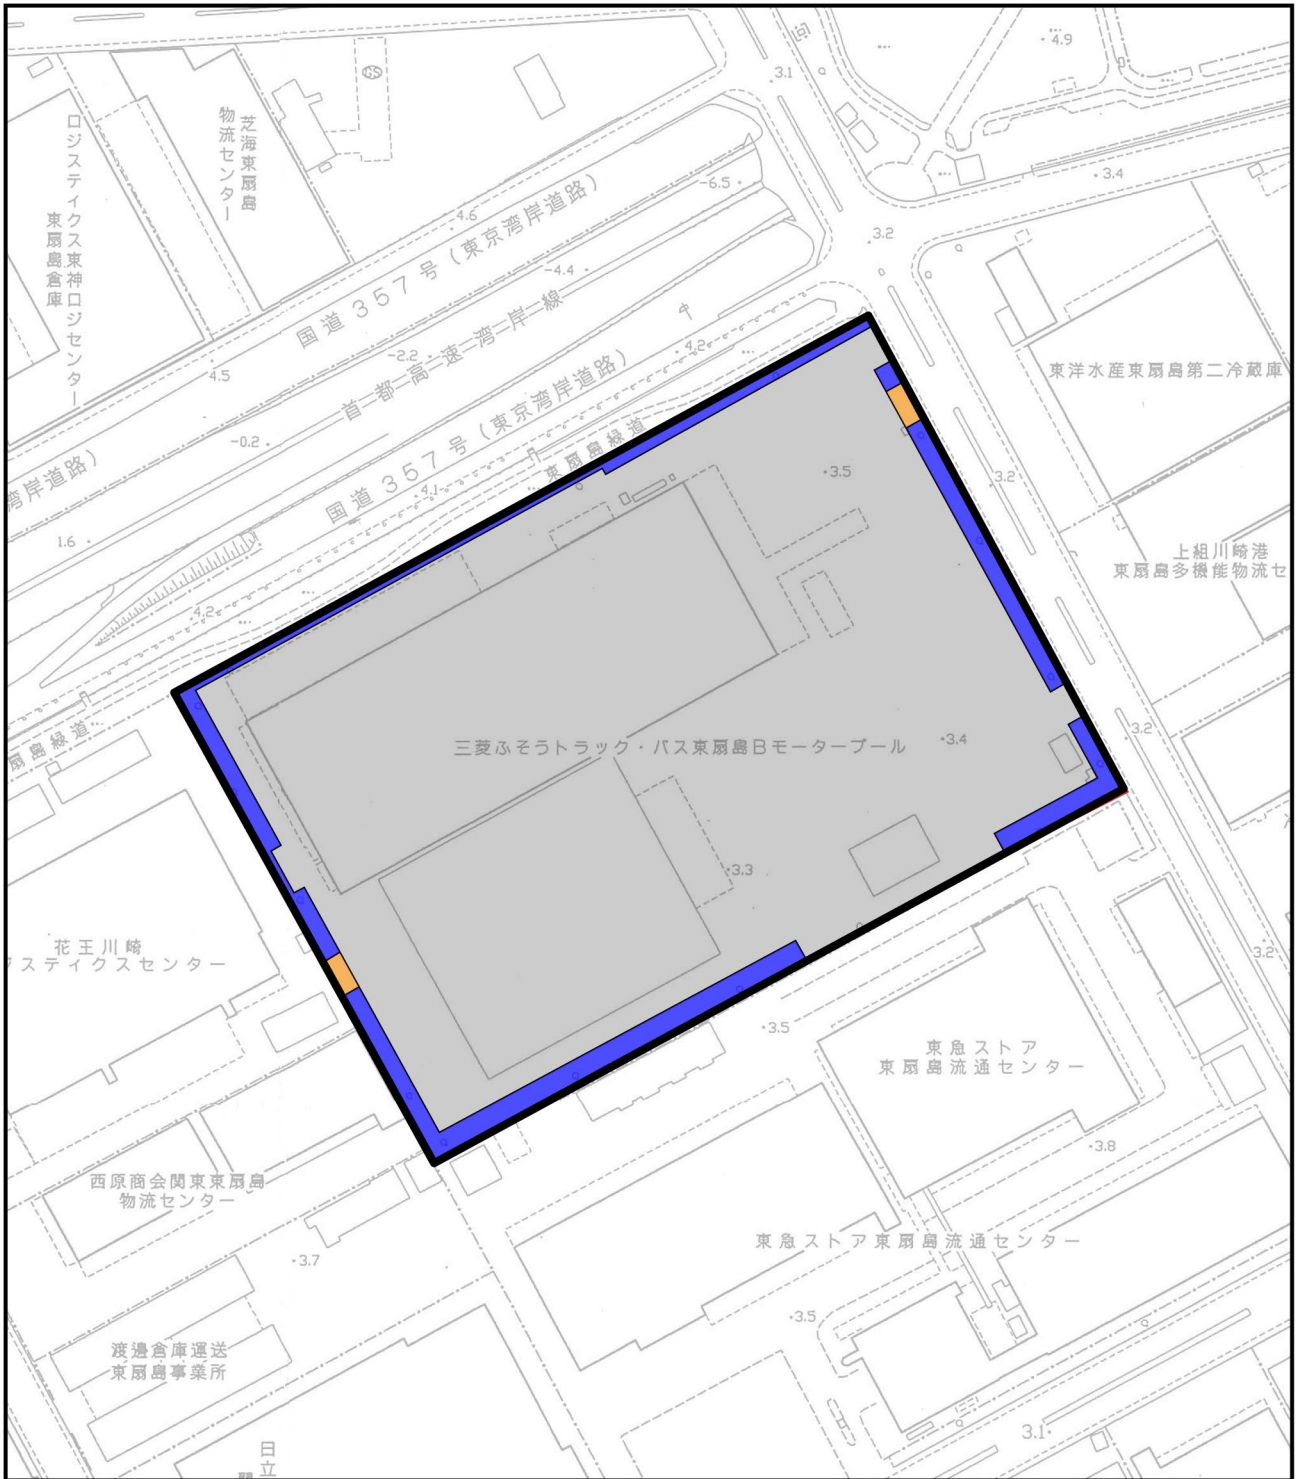 GS
3.1
4.9
ロジスティクス東神ロジセンター
東扇島倉庫
芝海東扇島
物流センター
4.6
-6.5
3.4
3.2
国道357号(東京湾岸道路)
-4.4
首都高速湾岸線
-2.2
4.5
4.2
東洋水産東扇島第二冷蔵庫
-0.2
国道357号(東京湾岸道路)
東扇島緑道
湾岸道路)
4.1
3.5
3.2
1.6
上組川崎港
東扇島多機能物流セ
4.2
扇島緑道
三菱ふそうトラック・バス東扇島Bモータープール
3.4
3.2
3.3
花王川崎
スティクスセンター
3.2
3.5
東急ストア
東扇島流通センター
3.8
西原商会関東東扇島
物流センター
東急ストア東扇島流通センター
3.7
3.5
渡邊倉庫運送
東扇島事業所
3.1
日立